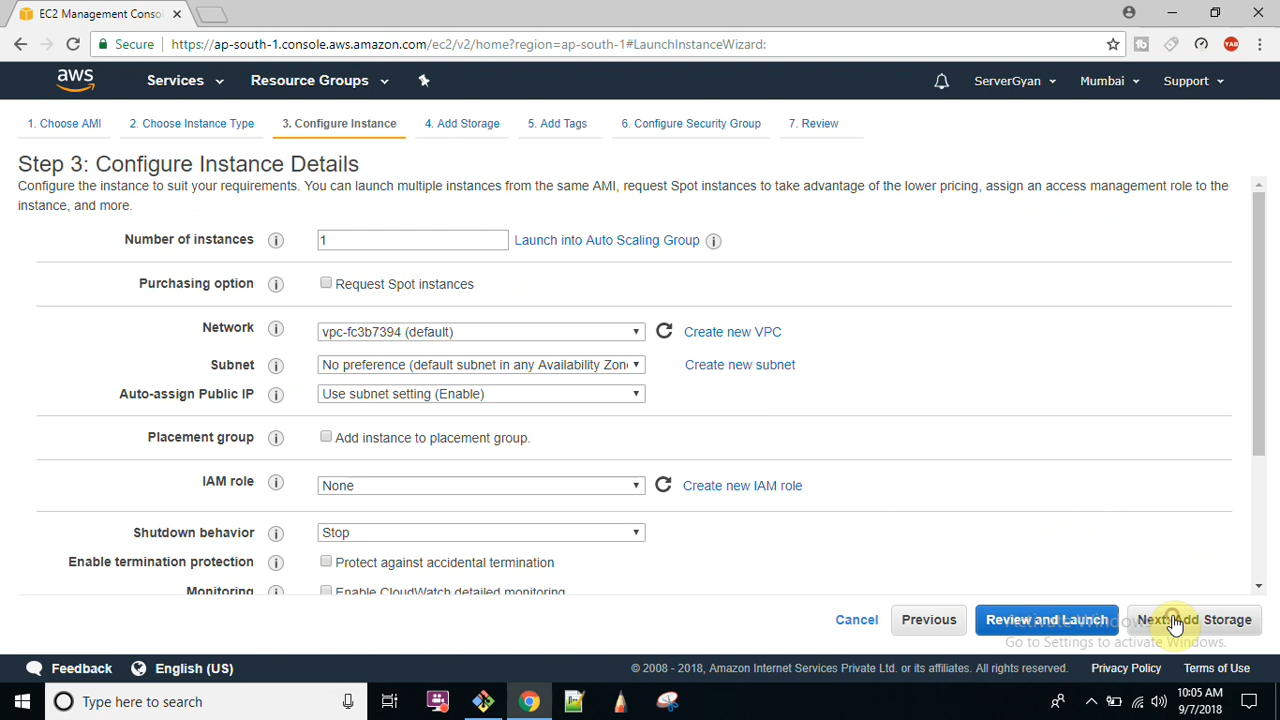 EC2 Management Conso
Secure
https://ap-south-1.console.aws.amazon.com/ec2/v2/home?region=ap-south-1#LaunchInstanceWizard:
tb
YAB
aws
Services
Resource Groups
ServerGyan
Mumbai
Support
1. Choose AMI
2. Choose Instance Type
3. Configure Instance
4. Add Storage
5. Add Tags
6. Configure Security Group
7. Review
Step 3: Configure Instance Details
Configure the instance to suit your requirements. You can launch multiple instances from the same AMI, request Spot instances to take advantage of the lower pricing, assign an access management role to the
instance, and more.
Number of instances
1
Launch into Auto Scaling Group
Purchasing option
Request Spot instances
Network
vpc-fc3b7394 (default)
Create new VPC
Subnet
No preference (default subnet in any Availability Zon
Create new subnet
Auto-assign Public IP
Use subnet setting (Enable)
Placement group
Add instance to placement group.
IAM role
None
Create new IAM role
Shutdown behavior
Stop
Enable termination protection
Protect against accidental termination
Monitoring
Enable CloudWatch detailed monitoring
Cancel
Previous
Review and Launch
Next: Add Storage
Activate Windows
Go to Settings to activate Windows.
Feedback
English (US)
© 2008 - 2018, Amazon Internet Services Private Ltd. or its affiliates. All rights reserved.
Privacy Policy
Terms of Use
Type here to search
10:05 AM
9/7/2018